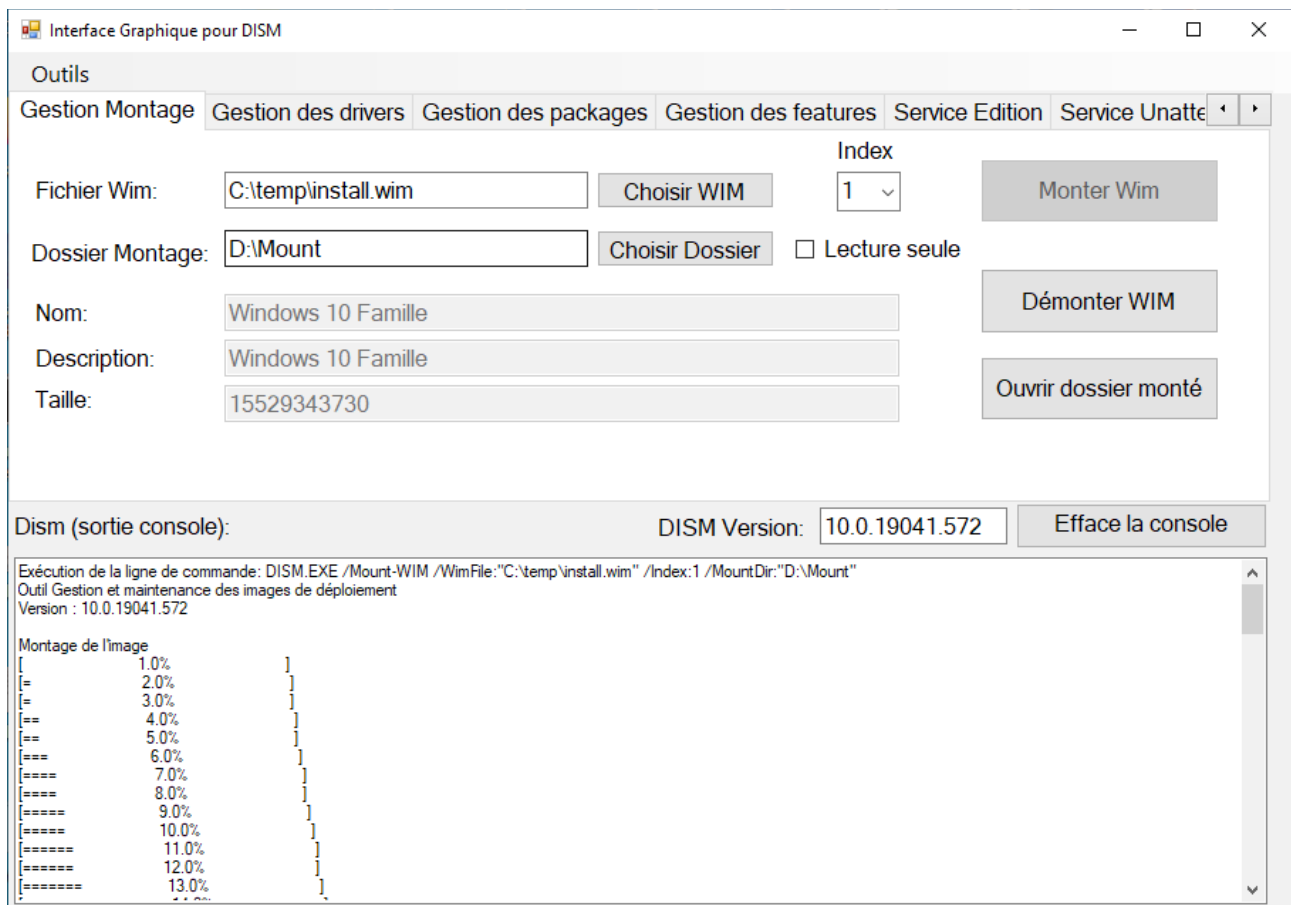 Interface Graphique pour DISM
Outils
Gestion Montage Gestion des drivers Gestion des packages Gestion des features Service Edition Service Unatte
Index
Fichier Wim: C:\temp\install.wim Choisir WIM 1 Monter Wim
Dossier Montage: D:\Mount Choisir Dossier Lecture seule
Démonter WIM
Nom: Windows 10 Famille
Description: Windows 10 Famille
Ouvrir dossier monté
Taille: 15529343730
Dism (sortie console): DISM Version: 10.0.19041.572 Efface la console
Exécution de la ligne de commande: DISM.EXE /Mount-WIM /WimFile:"C:\temp\install.wim" /Index:1 /MountDir:"D:\Mount"
Outil Gestion et maintenance des images de déploiement
Version : 10.0.19041.572
Montage de l'image
[ 1.0% ]
[= 2.0% ]
[= 3.0% ]
[== 4.0% ]
[== 5.0% ]
[=== 6.0% ]
[==== 7.0% ]
[==== 8.0% ]
[===== 9.0% ]
[===== 10.0% ]
[====== 11.0% ]
[====== 12.0% ]
[======= 13.0% ]